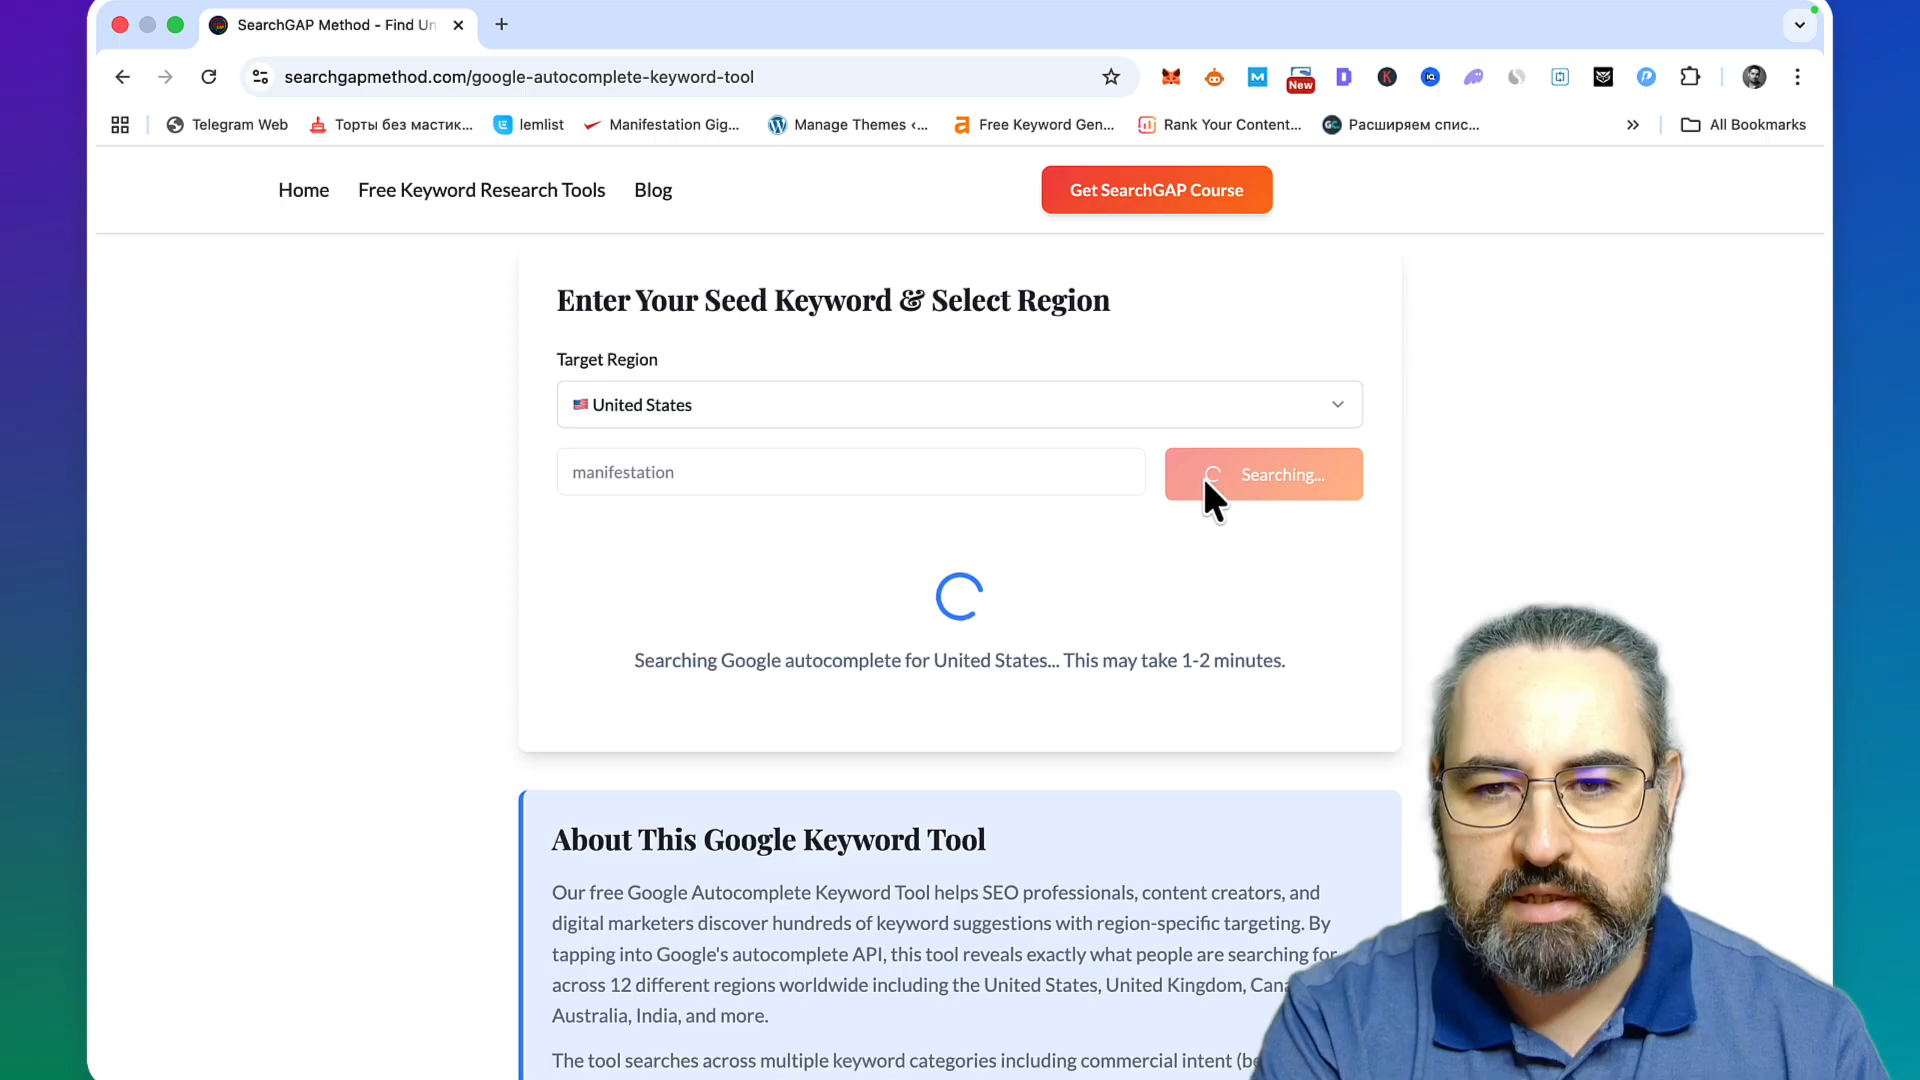 SearchGAP Method - Find Un
searchgapmethod.com/google-autocomplete-keyword-tool
New
Telegram Web
Торты без мастик...
lemlist
Manifestation Gig...
Manage Themes ‹...
Free Keyword Gen...
Rank Your Content...
Расширяем спис...
All Bookmarks
Home
Free Keyword Research Tools
Blog
Get SearchGAP Course
Enter Your Seed Keyword & Select Region
Target Region
United States
manifestation
Searching...
Searching Google autocomplete for United States... This may take 1-2 minutes.
About This Google Keyword Tool
Our free Google Autocomplete Keyword Tool helps SEO professionals, content creators, and
digital marketers discover hundreds of keyword suggestions with region-specific targeting. By
tapping into Google's autocomplete API, this tool reveals exactly what people are searching for
across 12 different regions worldwide including the United States, United Kingdom, Cana
Australia, India, and more.
The tool searches across multiple keyword categories including commercial intent (be